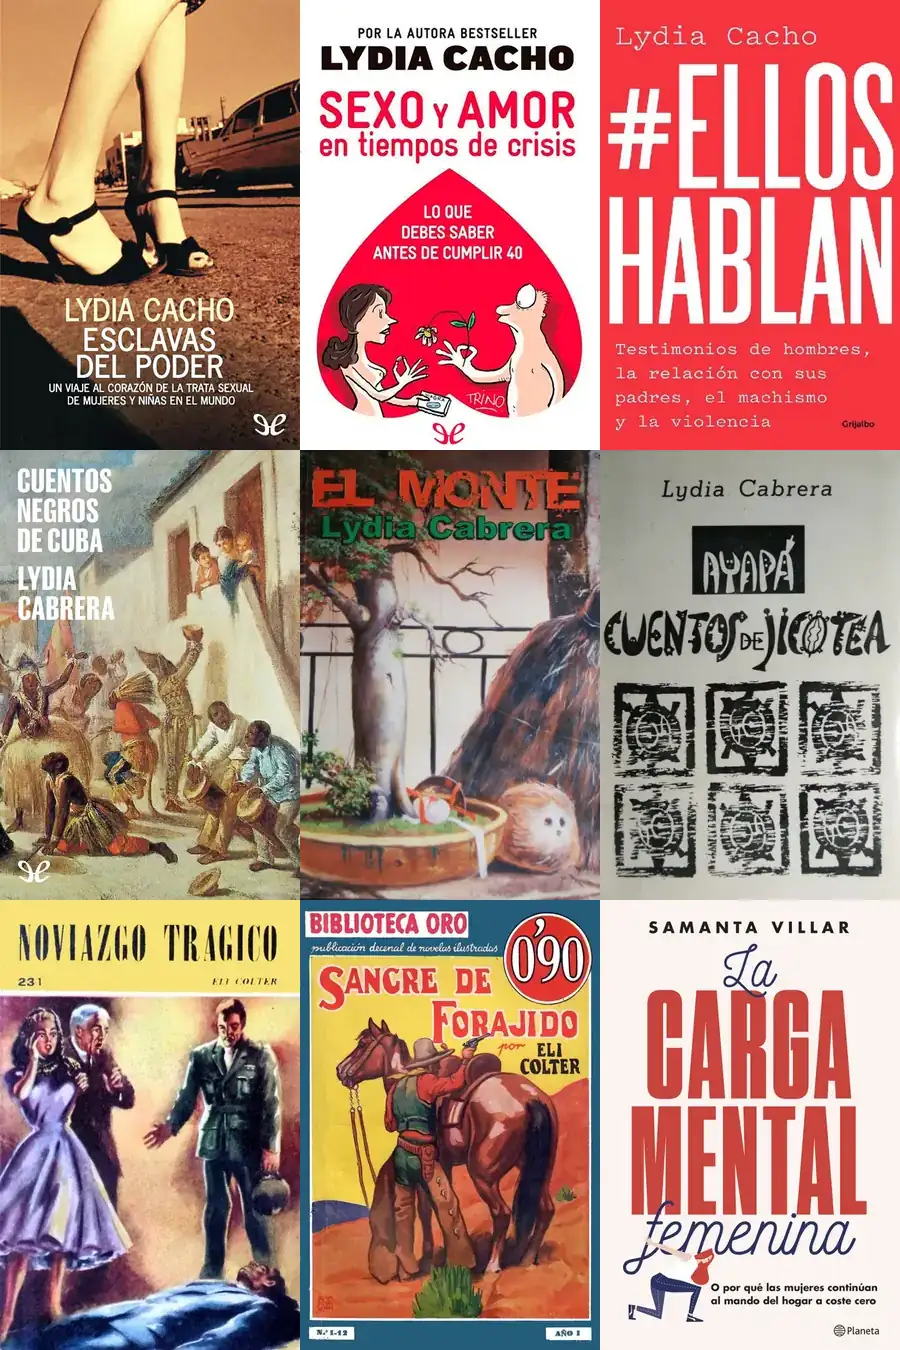 LYDIA CACHO
ESCLAVAS
DEL PODER
UN VIAJE AL CORAZÓN DE LA TRATA SEXUAL
DE MUJERES Y NIÑAS EN EL MUNDO
POR LA AUTORA BESTSELLER
LYDIA CACHO
SEXO Y AMOR
en tiempos de crisis
LO QUE
DEBES SABER
ANTES DE CUMPLIR 40
TRINO
Lydia Cacho
#ELLOS
HABLAN
Testimonios de hombres,
la relación con sus
padres, el machismo
y la violencia
Grijalbo
CUENTOS
NEGROS
DE CUBA
LYDIA
CABRERA
EL MONTE
Lydia Cabrera
Lydia Cabrera
AYAPÁ
CUENTOS DE JICOTEA
NOVIAZGO TRAGICO
231
ELI COLTER
BIBLIOTECA ORO
publicación decenal de novelas ilustradas
0'90
SANGRE DE
FORAJIDO
por
ELI
COLTER
N.º I-12
AÑO I
SAMANTA VILLAR
La
CARGA
MENTAL
femenina
O por qué las mujeres continúan
al mando del hogar a coste cero
Planeta